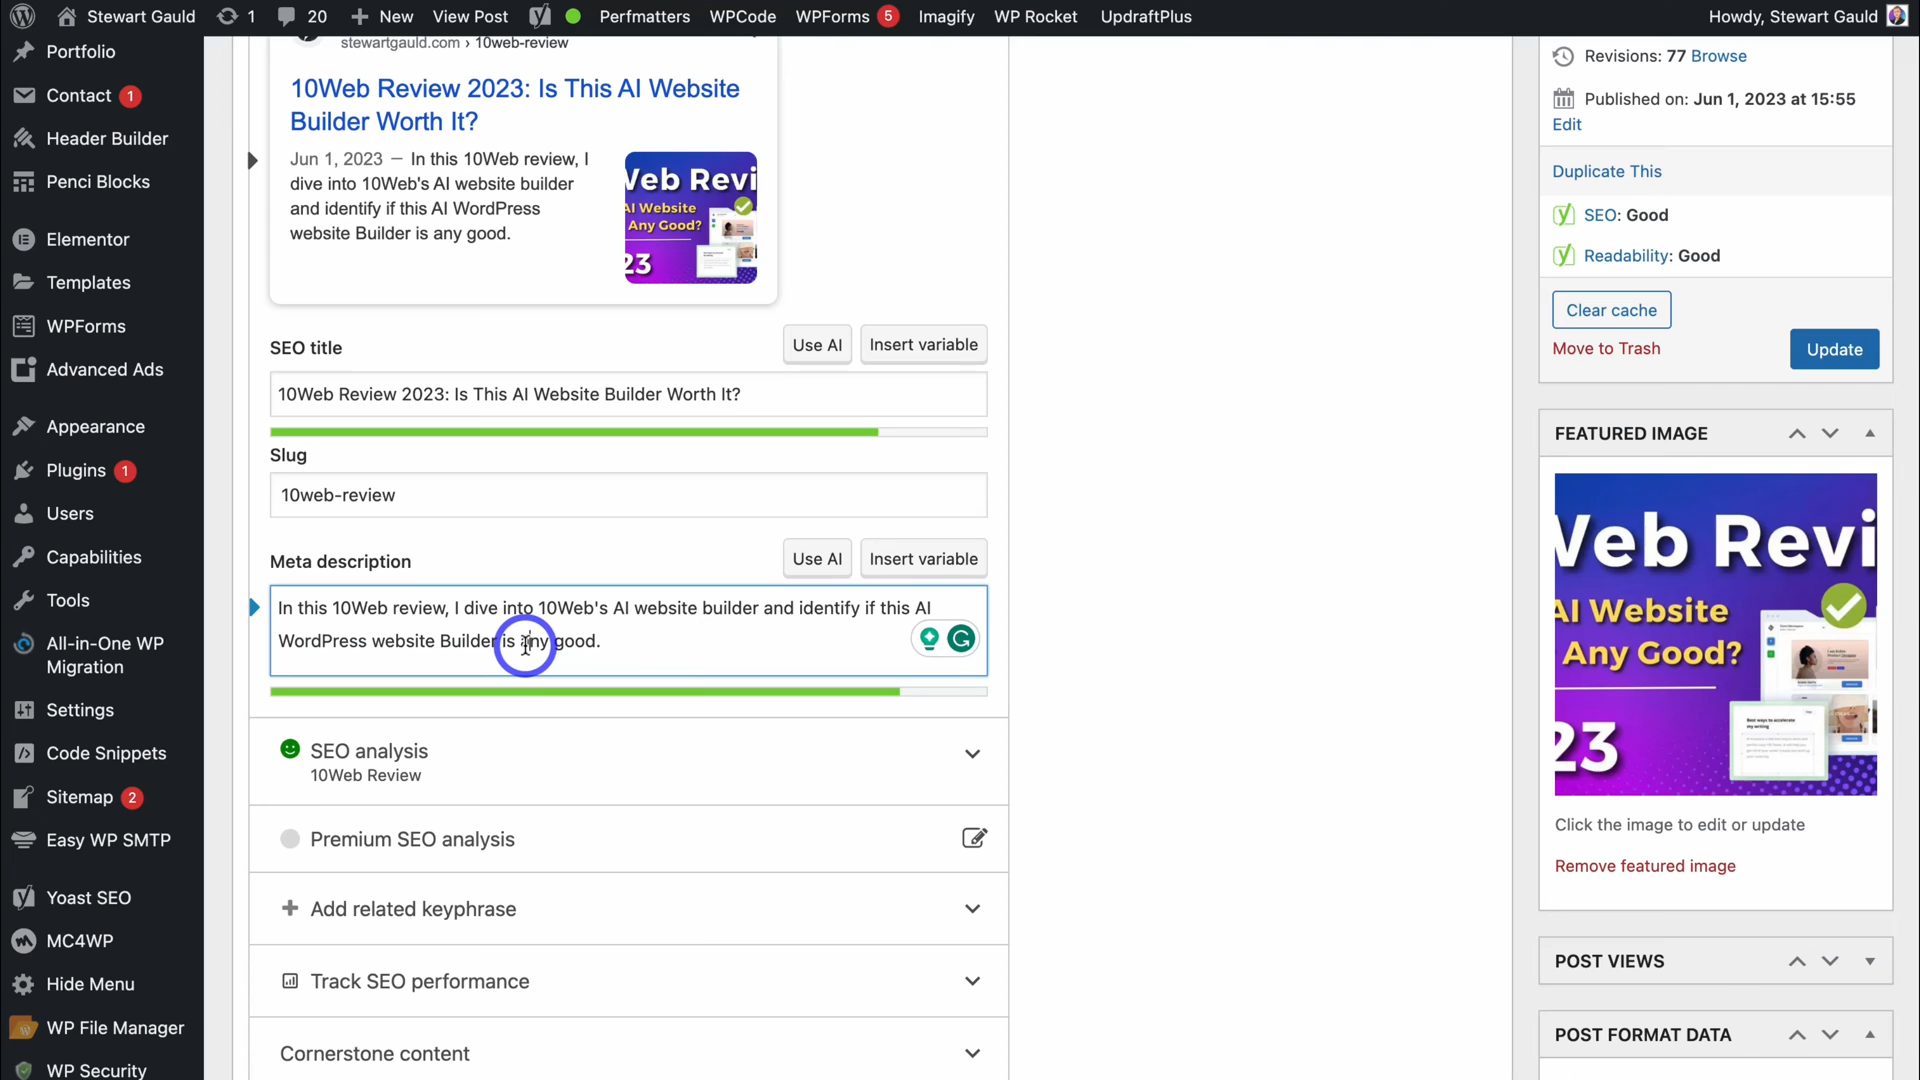 Stewart Gauld
1
20
New
View Post
Perfmatters
WPCode
WPForms
5
Imagify
WP Rocket
UpdraftPlus
Howdy, Stewart Gauld
Portfolio
Contact
1
Header Builder
Penci Blocks
Elementor
Templates
WPForms
Advanced Ads
Appearance
Plugins
1
Users
Capabilities
Tools
All-in-One WP
Migration
Settings
Code Snippets
Sitemap
2
Easy WP SMTP
Yoast SEO
MC4WP
Hide Menu
WP File Manager
WP Security
stewartgauld.com › 10web-review
10Web Review 2023: Is This AI Website
Builder Worth It?
Jun 1, 2023 – In this 10Web review, I
dive into 10Web's AI website builder
and identify if this AI WordPress
website Builder is any good.
Web Revi
AI Website
Any Good?
23
SEO title
Use AI
Insert variable
10Web Review 2023: Is This AI Website Builder Worth It?
Slug
10web-review
Meta description
Use AI
Insert variable
In this 10Web review, I dive into 10Web's AI website builder and identify if this AI
WordPress website Builder is any good.
SEO analysis
10Web Review
Premium SEO analysis
Add related keyphrase
Track SEO performance
Cornerstone content
Revisions: 77 Browse
Published on: Jun 1, 2023 at 15:55
Edit
Duplicate This
SEO: Good
Readability: Good
Clear cache
Move to Trash
Update
FEATURED IMAGE
Web Revi
AI Website
Any Good?
23
Click the image to edit or update
Remove featured image
POST VIEWS
POST FORMAT DATA